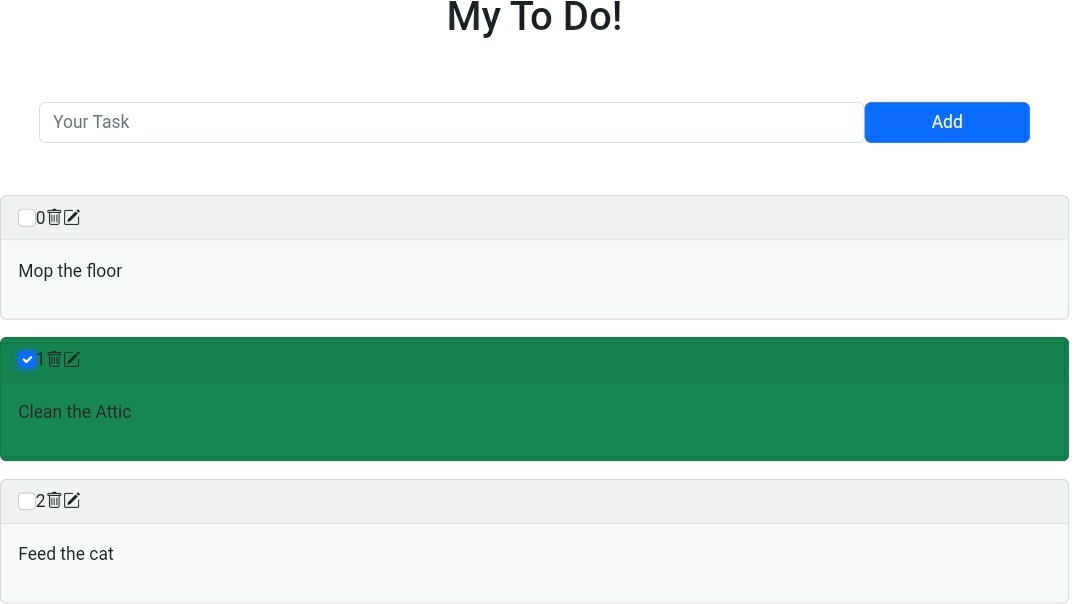 My To Do!
Your Task
Add
0
Mop the floor
1
Clean the Attic
2
Feed the cat